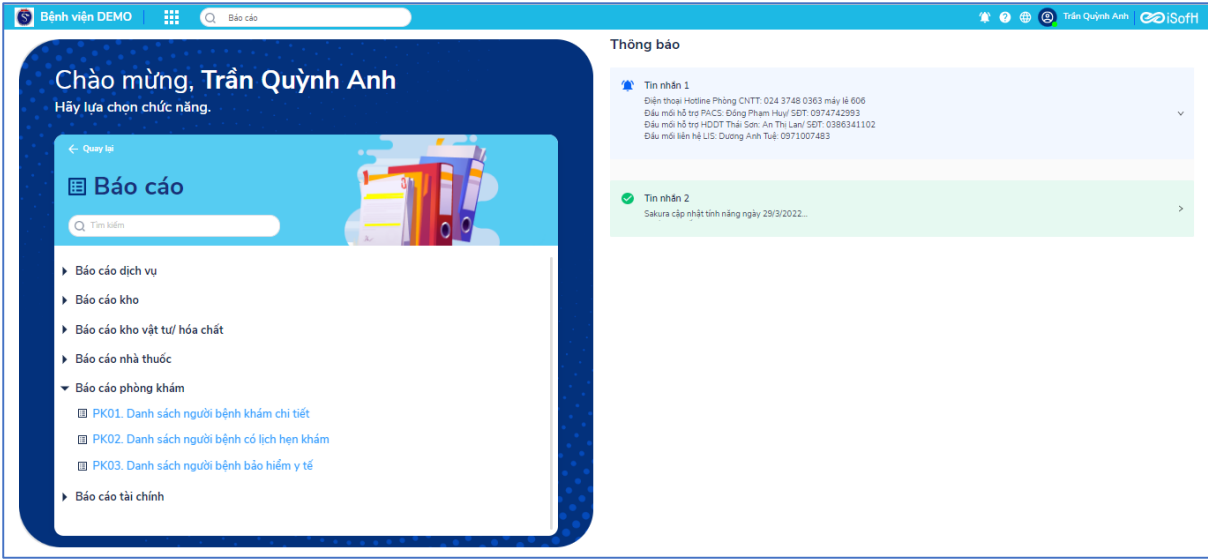 Bệnh viện DEMO
Báo cáo
Trần Quỳnh Anh
iSofH
Chào mừng, Trần Quỳnh Anh
Hãy lựa chọn chức năng.
Quay lại
Báo cáo
Tìm kiếm
Báo cáo dịch vụ
Báo cáo kho
Báo cáo kho vật tư/ hóa chất
Báo cáo nhà thuốc
Báo cáo phòng khám
PK01. Danh sách người bệnh khám chi tiết
PK02. Danh sách người bệnh có lịch hẹn khám
PK03. Danh sách người bệnh bảo hiểm y tế
Báo cáo tài chính
Thông báo
Tin nhắn 1
Điện thoại Hotline Phòng CNTT: 024 3748 0363 máy lẻ 606
Đầu mối hỗ trợ PACS: Đồng Phạm Huy/ SĐT: 0974742993
Đầu mối hỗ trợ HDDT Thái Sơn: An Thị Lan/ SĐT: 0386341102
Đầu mối liên hệ LIS: Dương Anh Tuệ: 0971007483
Tin nhắn 2
Sakura cập nhật tính năng ngày 29/3/2022...